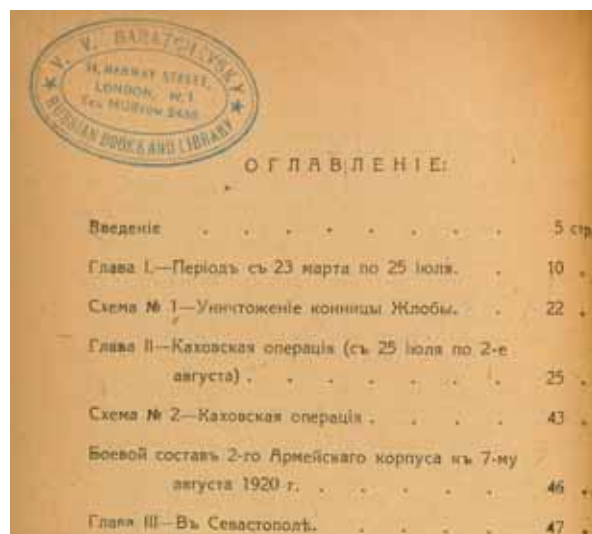 V. V. BARATCHEVSKY
14, HANWAY STREET,
LONDON, W.1
RUSSIAN BOOKS AND LIBRARY
ОГЛАВЛЕНІЕ:
Введеніе . . . . . . . . 5 стр
Глава I.—Періодъ съ 23 марта по 25 іюля. . 10 „
Схема № 1—Уничтоженіе конницы Жлобы. . 22 „
Глава II—Каховская операція (съ 25 іюля по 2-е
августа) . . . . . . . 25 „
Схема № 2—Каховская операція . . . . 43 „
Боевой составъ 2-го Армейскаго корпуса къ 7-му
августа 1920 г. . . . . . 46 „
Глава III—Въ Севастополѣ. . . . . 47 „